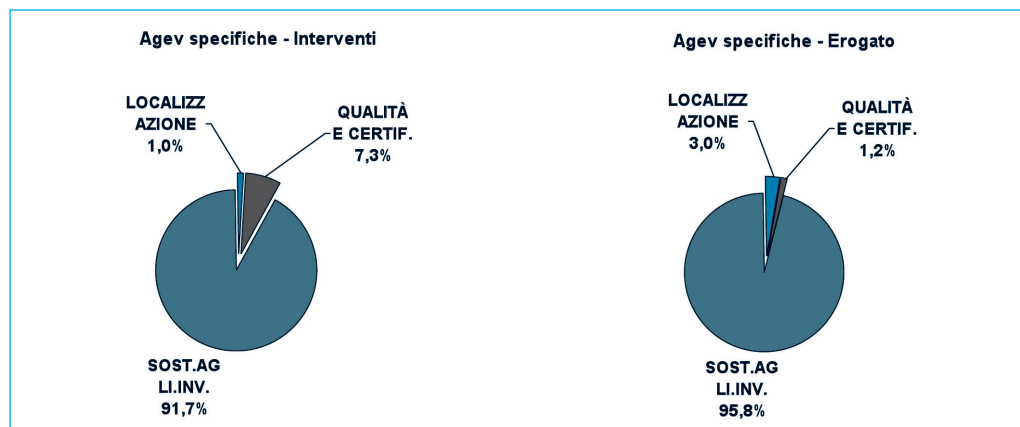 Agev specifiche - Interventi
LOCALIZZ
AZIONE
1,0%
QUALITÀ
E CERTIF.
7,3%
SOST.AG
LI.INV.
91,7%
Agev specifiche - Erogato
LOCALIZZ
AZIONE
3,0%
QUALITÀ
E CERTIF.
1,2%
SOST.AG
LI.INV.
95,8%